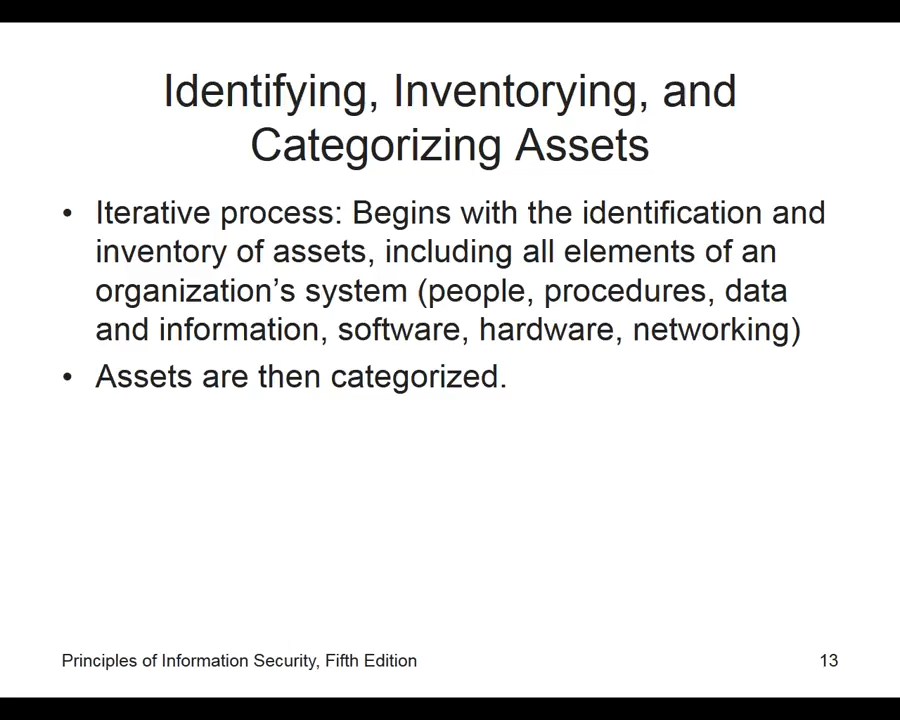 Identifying, Inventorying, and
Categorizing Assets
• Iterative process: Begins with the identification and
inventory of assets, including all elements of an
organization’s system (people, procedures, data
and information, software, hardware, networking)
• Assets are then categorized.
Principles of Information Security, Fifth Edition
13